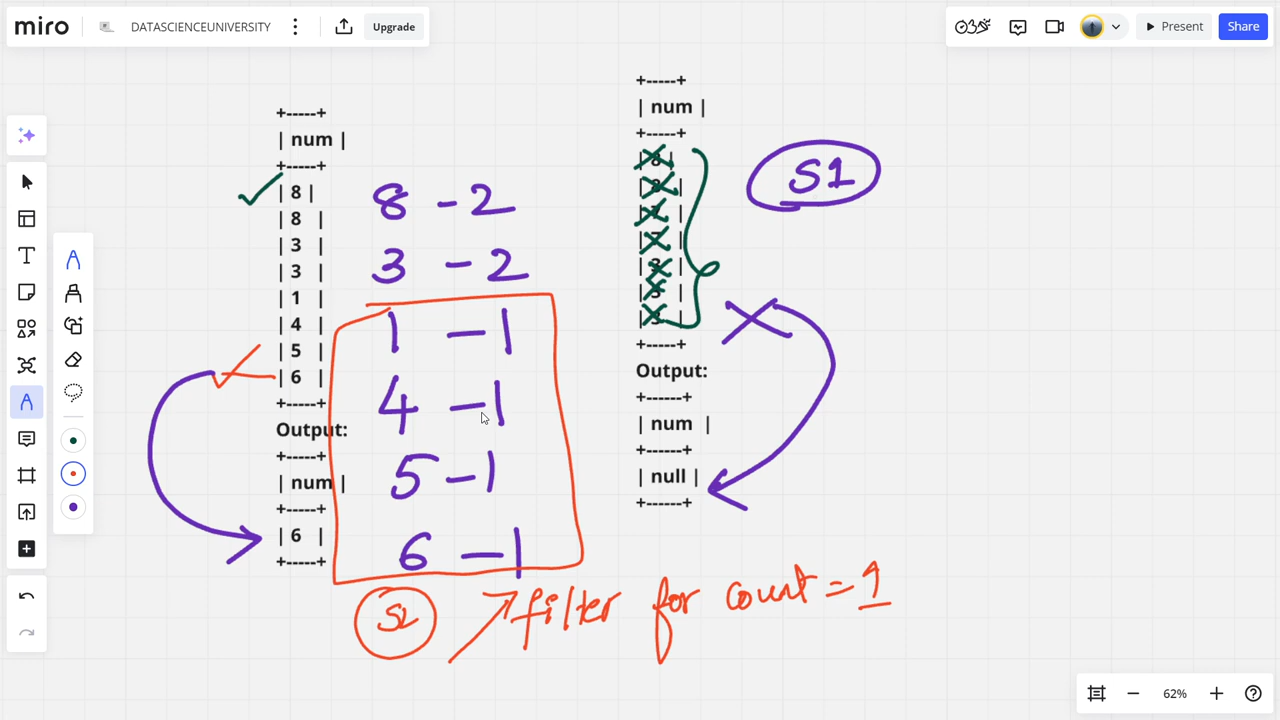 miro DATASCIENCEUNIVERSITY Upgrade Present Share
+-----+
| num |
+-----+
| 8 |
| 8 |
| 3 |
| 3 |
| 1 |
| 4 |
| 5 |
| 6 |
+-----+
Output:
+-----+
| num |
+-----+
| 6 |
+-----+
8 - 2
3 - 2
1 - 1
4 - 1
5 - 1
6 - 1
+-----+
| num |
+-----+
+-----+
Output:
+------+
| num |
+------+
| null |
+------+
S1
filter for count = 1
62%